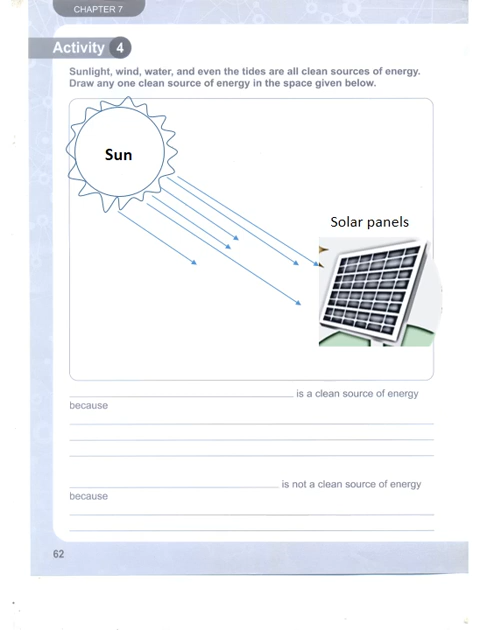 CHAPTER 7
Activity 4
Sunlight, wind, water, and even the tides are all clean sources of energy.
Draw any one clean source of energy in the space given below.
Sun
Solar panels
is a clean source of energy
because
is not a clean source of energy
because
62